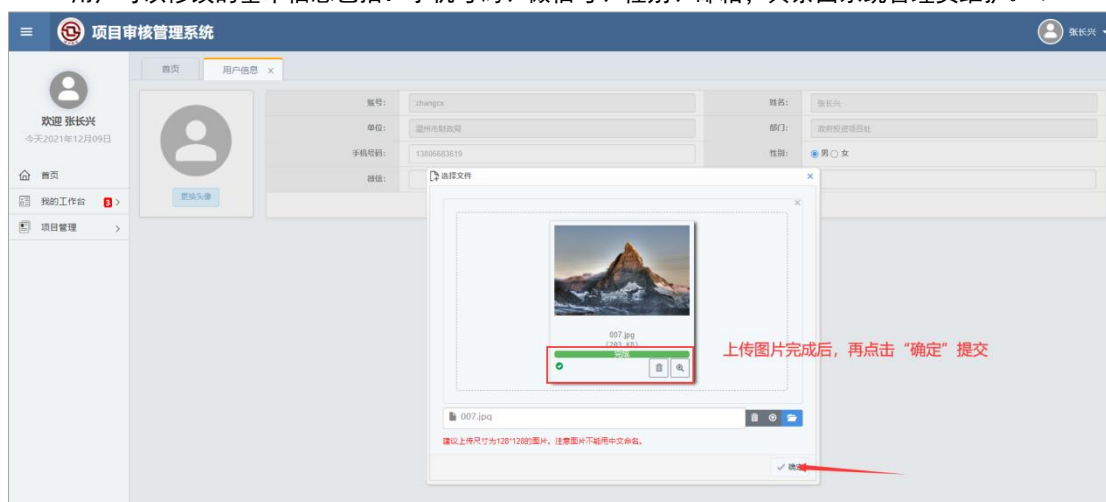 项目审核管理系统
张长兴
首页
用户信息 ×
欢迎 张长兴
今天2021年12月09日
首页
我的工作台 3
项目管理
更换头像
账号: zhangcx
姓名: 张长兴
单位: 温州市财政局
部门: 政府投资项目处
手机号码: 13806683619
性别: 男 女
微信:
选择文件 ×
007.jpg
(203 KB)
完成
上传图片完成后，再点击“确定”提交
007.jpg
建议上传尺寸为128*128的图片，注意图片不能用中文命名。
确定